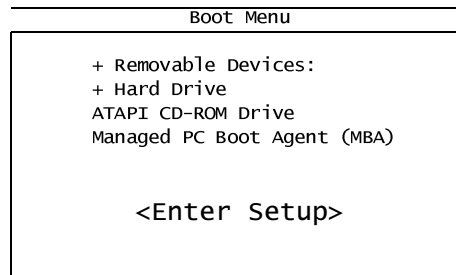 Boot Menu
+ Removable Devices:
+ Hard Drive
ATAPI CD-ROM Drive
Managed PC Boot Agent (MBA)
<Enter Setup>